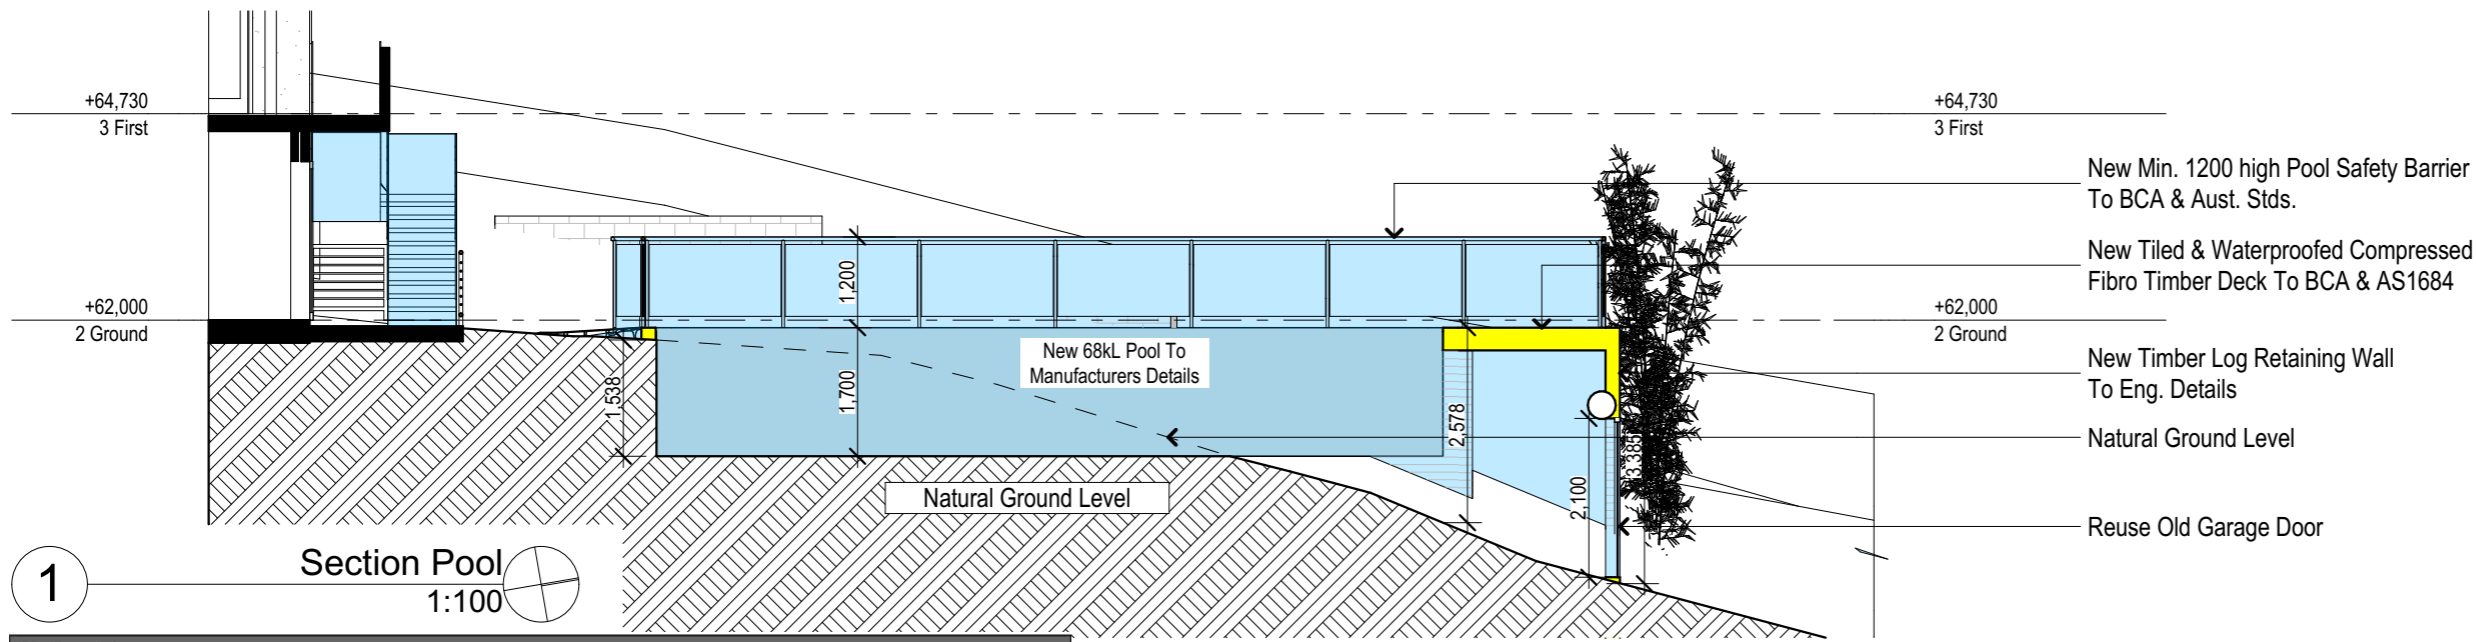 +64,730
3 First
+64,730
3 First
New Min. 1200 high Pool Safety Barrier
To BCA & Aust. Stds.
New Tiled & Waterproofed Compressed
Fibro Timber Deck To BCA & AS1684
1,200
+62,000
2 Ground
+62,000
2 Ground
New 68kL Pool To
Manufacturers Details
New Timber Log Retaining Wall
To Eng. Details
1,538
1,700
2,578
3,385
2,100
Natural Ground Level
Natural Ground Level
Reuse Old Garage Door
1
Section Pool
1:100